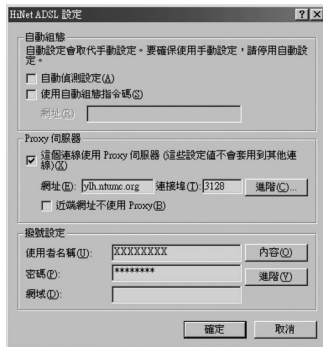 HiNet ADSL 設定
自動組態
自動設定會取代手動設定。要確保使用手動設定，請停用自動設
定。
自動偵測設定(A)
使用自動組態指令碼(S)
網址(R)
Proxy 伺服器
這個連線使用 Proxy 伺服器 (這些設定值不會套用到其他連
線)(X)
網址(E): ylh.ntumc.org 連接埠(T): 3128 進階(C)...
近端網址不使用 Proxy(B)
撥號設定
使用者名稱(U): XXXXXXXX 內容(O)
密碼(P): ******** 進階(Y)
網域(D):
確定 取消